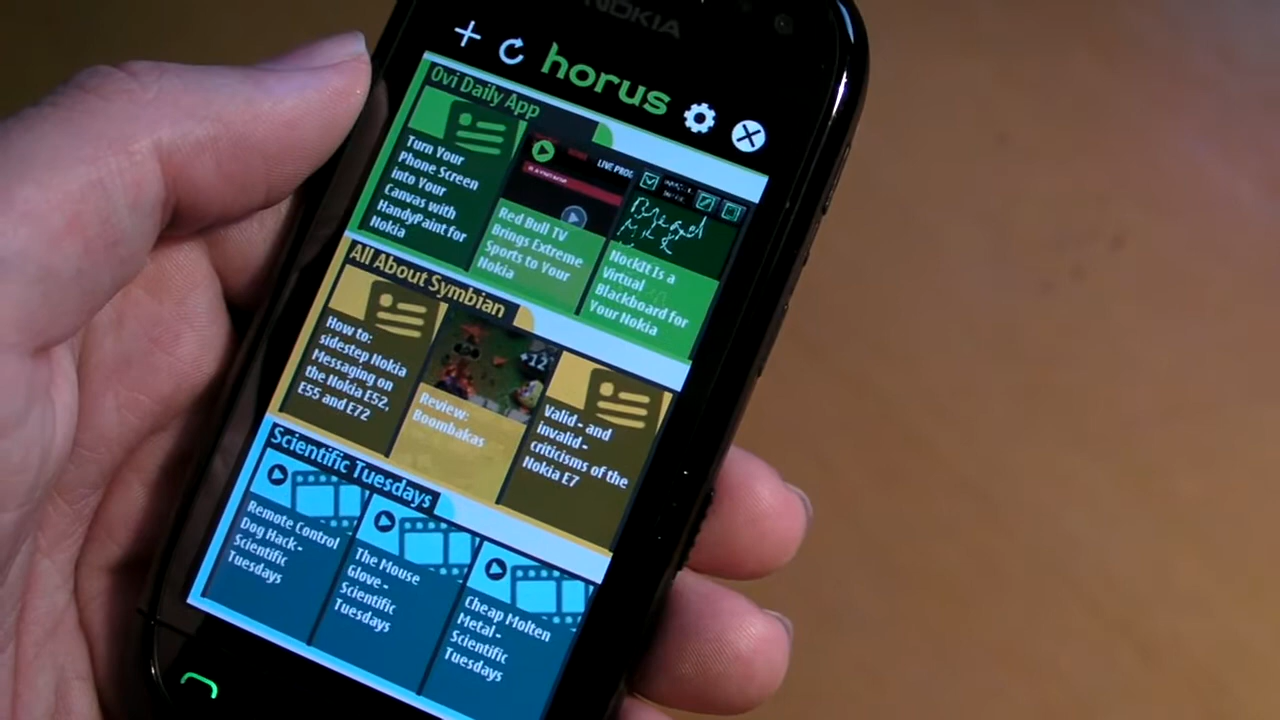 NOKIA
horus
Ovi Daily App
Turn Your
Phone Screen
into Your
Canvas with
HandyPaint for
Nokia
LIVE PROG
Red Bull TV
Brings Extreme
Sports to Your
Nokia
Bread
Milk
NockIt Is a
Virtual
Blackboard for
Your Nokia
All About Symbian
How to:
sidestep Nokia
Messaging on
the Nokia E52,
E55 and E72
+12
Review:
Boombakas
Valid - and
invalid -
criticisms of the
Nokia E7
Scientific Tuesdays
Remote Control
Dog Hack -
Scientific
Tuesdays
The Mouse
Glove -
Scientific
Tuesdays
Cheap Molten
Metal -
Scientific
Tuesdays